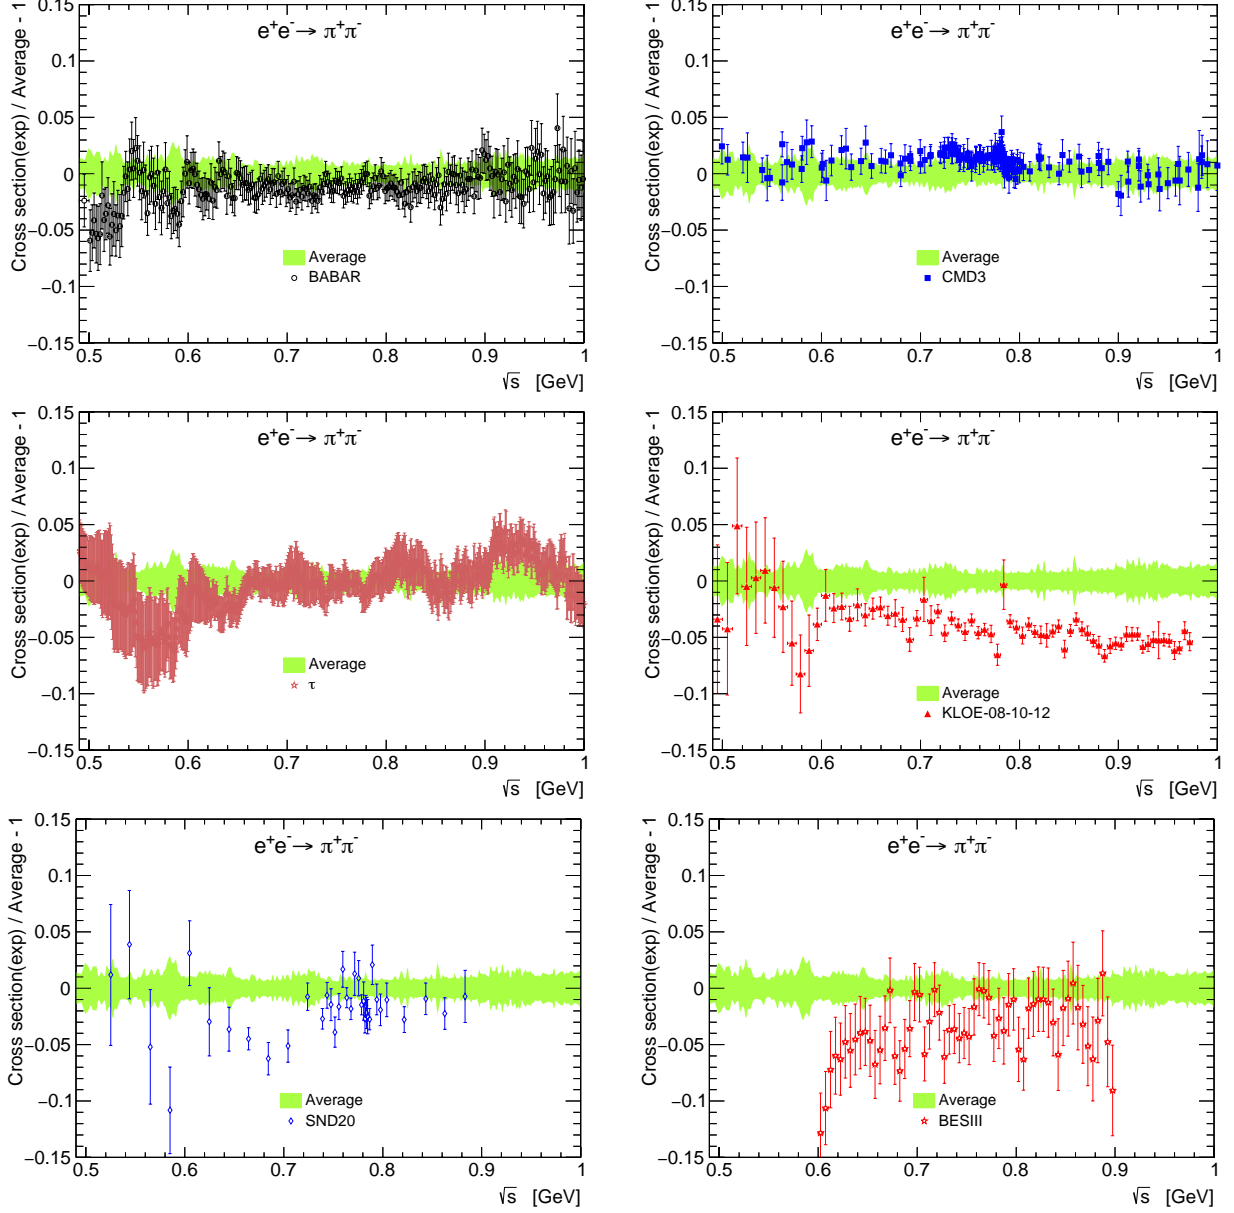 Cross section(exp) / Average - 1
e⁺e⁻→ π⁺π⁻
0.15
0.1
0.05
0
−0.05
−0.1
−0.15
Average
BABAR
0.5 0.6 0.7 0.8 0.9 1
√s [GeV]
Cross section(exp) / Average - 1
e⁺e⁻→ π⁺π⁻
0.15
0.1
0.05
0
−0.05
−0.1
−0.15
Average
CMD3
0.5 0.6 0.7 0.8 0.9 1
√s [GeV]
Cross section(exp) / Average - 1
e⁺e⁻→ π⁺π⁻
0.15
0.1
0.05
0
−0.05
−0.1
−0.15
Average
τ
0.5 0.6 0.7 0.8 0.9 1
√s [GeV]
Cross section(exp) / Average - 1
e⁺e⁻→ π⁺π⁻
0.15
0.1
0.05
0
−0.05
−0.1
−0.15
Average
KLOE-08-10-12
0.5 0.6 0.7 0.8 0.9 1
√s [GeV]
Cross section(exp) / Average - 1
e⁺e⁻→ π⁺π⁻
0.15
0.1
0.05
0
−0.05
−0.1
−0.15
Average
SND20
0.5 0.6 0.7 0.8 0.9 1
√s [GeV]
Cross section(exp) / Average - 1
e⁺e⁻→ π⁺π⁻
0.15
0.1
0.05
0
−0.05
−0.1
−0.15
Average
BESIII
0.5 0.6 0.7 0.8 0.9 1
√s [GeV]